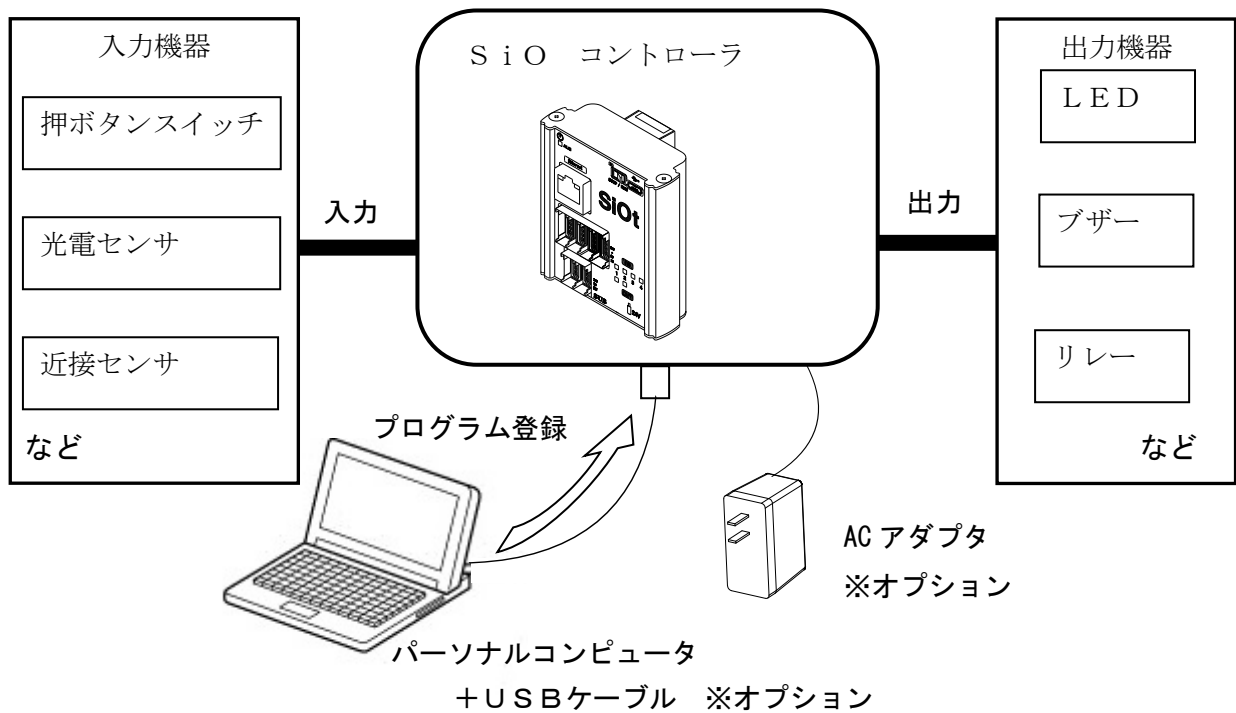 入力機器
押ボタンスイッチ
光電センサ
近接センサ
など
入力
ＳｉＯ　コントローラ
SiOt
出力
出力機器
ＬＥＤ
ブザー
リレー
など
プログラム登録
パーソナルコンピュータ
＋ＵＳＢケーブル　※オプション
AC アダプタ
※オプション